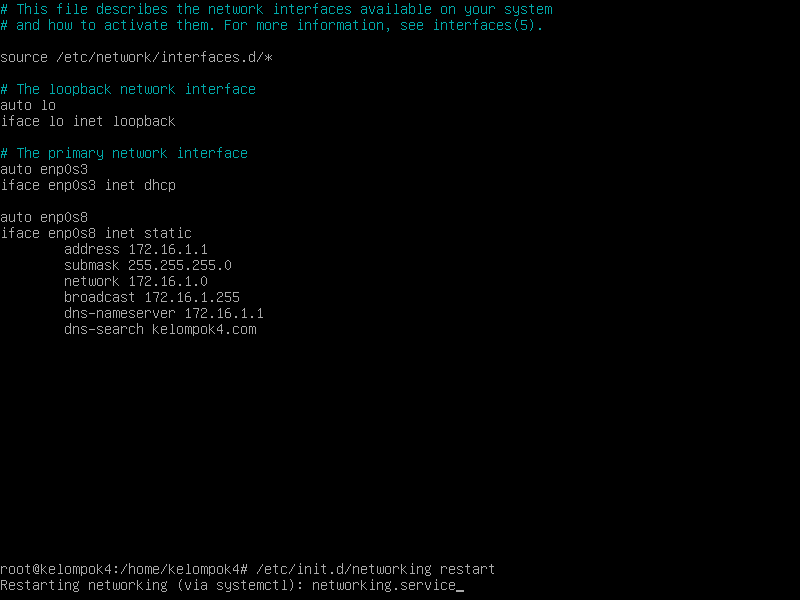 # This file describes the network interfaces available on your system
# and how to activate them. For more information, see interfaces(5).
source /etc/network/interfaces.d/*
# The loopback network interface
auto lo
iface lo inet loopback
# The primary network interface
auto enp0s3
iface enp0s3 inet dhcp
auto enp0s8
iface enp0s8 inet static
address 172.16.1.1
submask 255.255.255.0
network 172.16.1.0
broadcast 172.16.1.255
dns-nameserver 172.16.1.1
dns-search kelompok4.com
root@kelompok4:/home/kelompok4# /etc/init.d/networking restart
Restarting networking (via systemctl): networking.service_